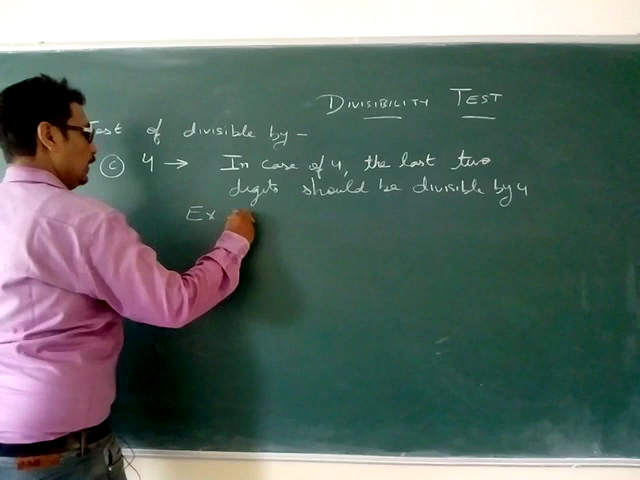 DIVISIBILITY TEST
Test of divisible by –
(c) 4 → In case of 4, the last two
digits should be divisible by 4
Ex